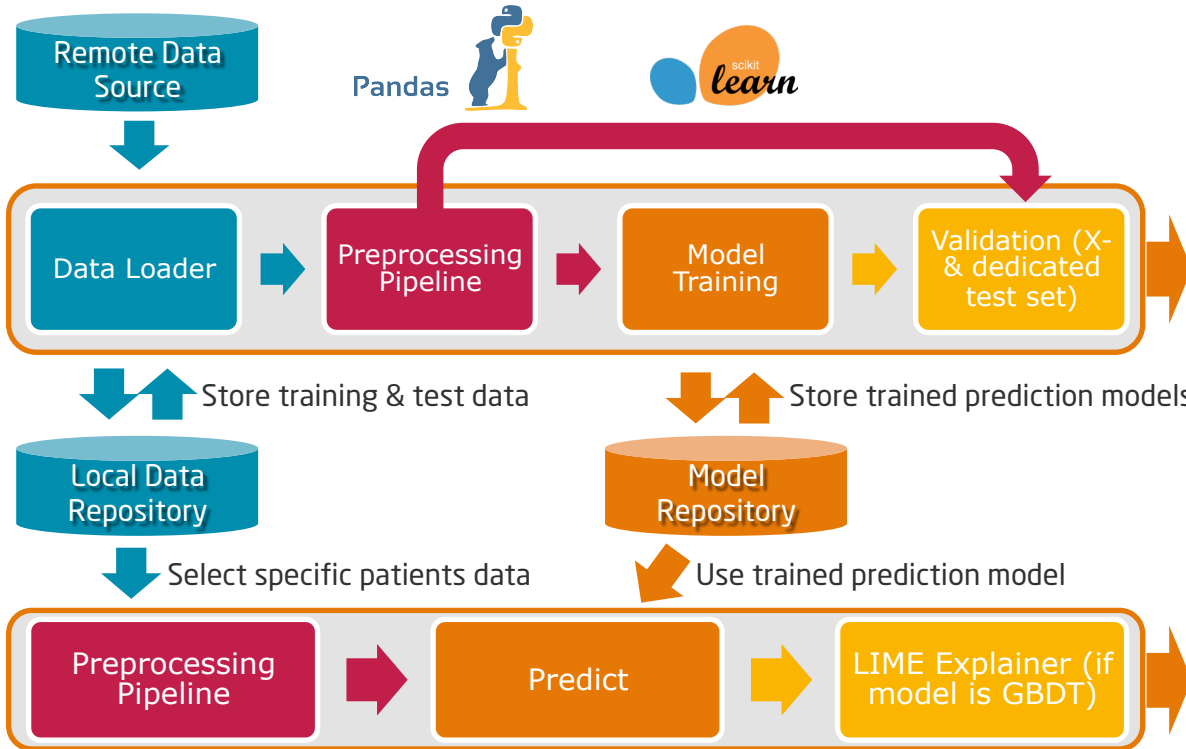 Remote Data
Source
Pandas
scikit
learn
Data Loader
Preprocessing
Pipeline
Model
Training
Validation (X-
& dedicated
test set)
Store training & test data
Store trained prediction models
Local Data
Repository
Model
Repository
Select specific patients data
Use trained prediction model
Preprocessing
Pipeline
Predict
LIME Explainer (if
model is GBDT)